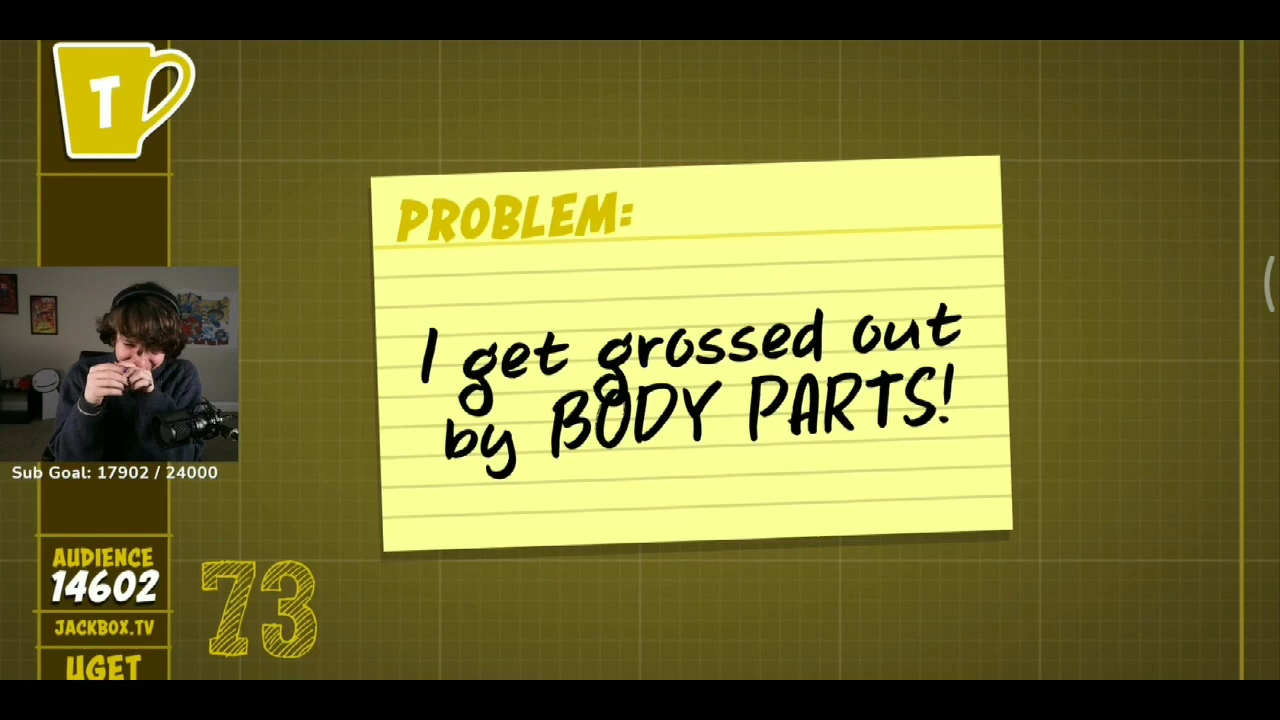 T
PROBLEM:
I get grossed out
by BODY PARTS!
Sub Goal: 17902 / 24000
AUDIENCE
14602
JACKBOX.TV
UGET
73